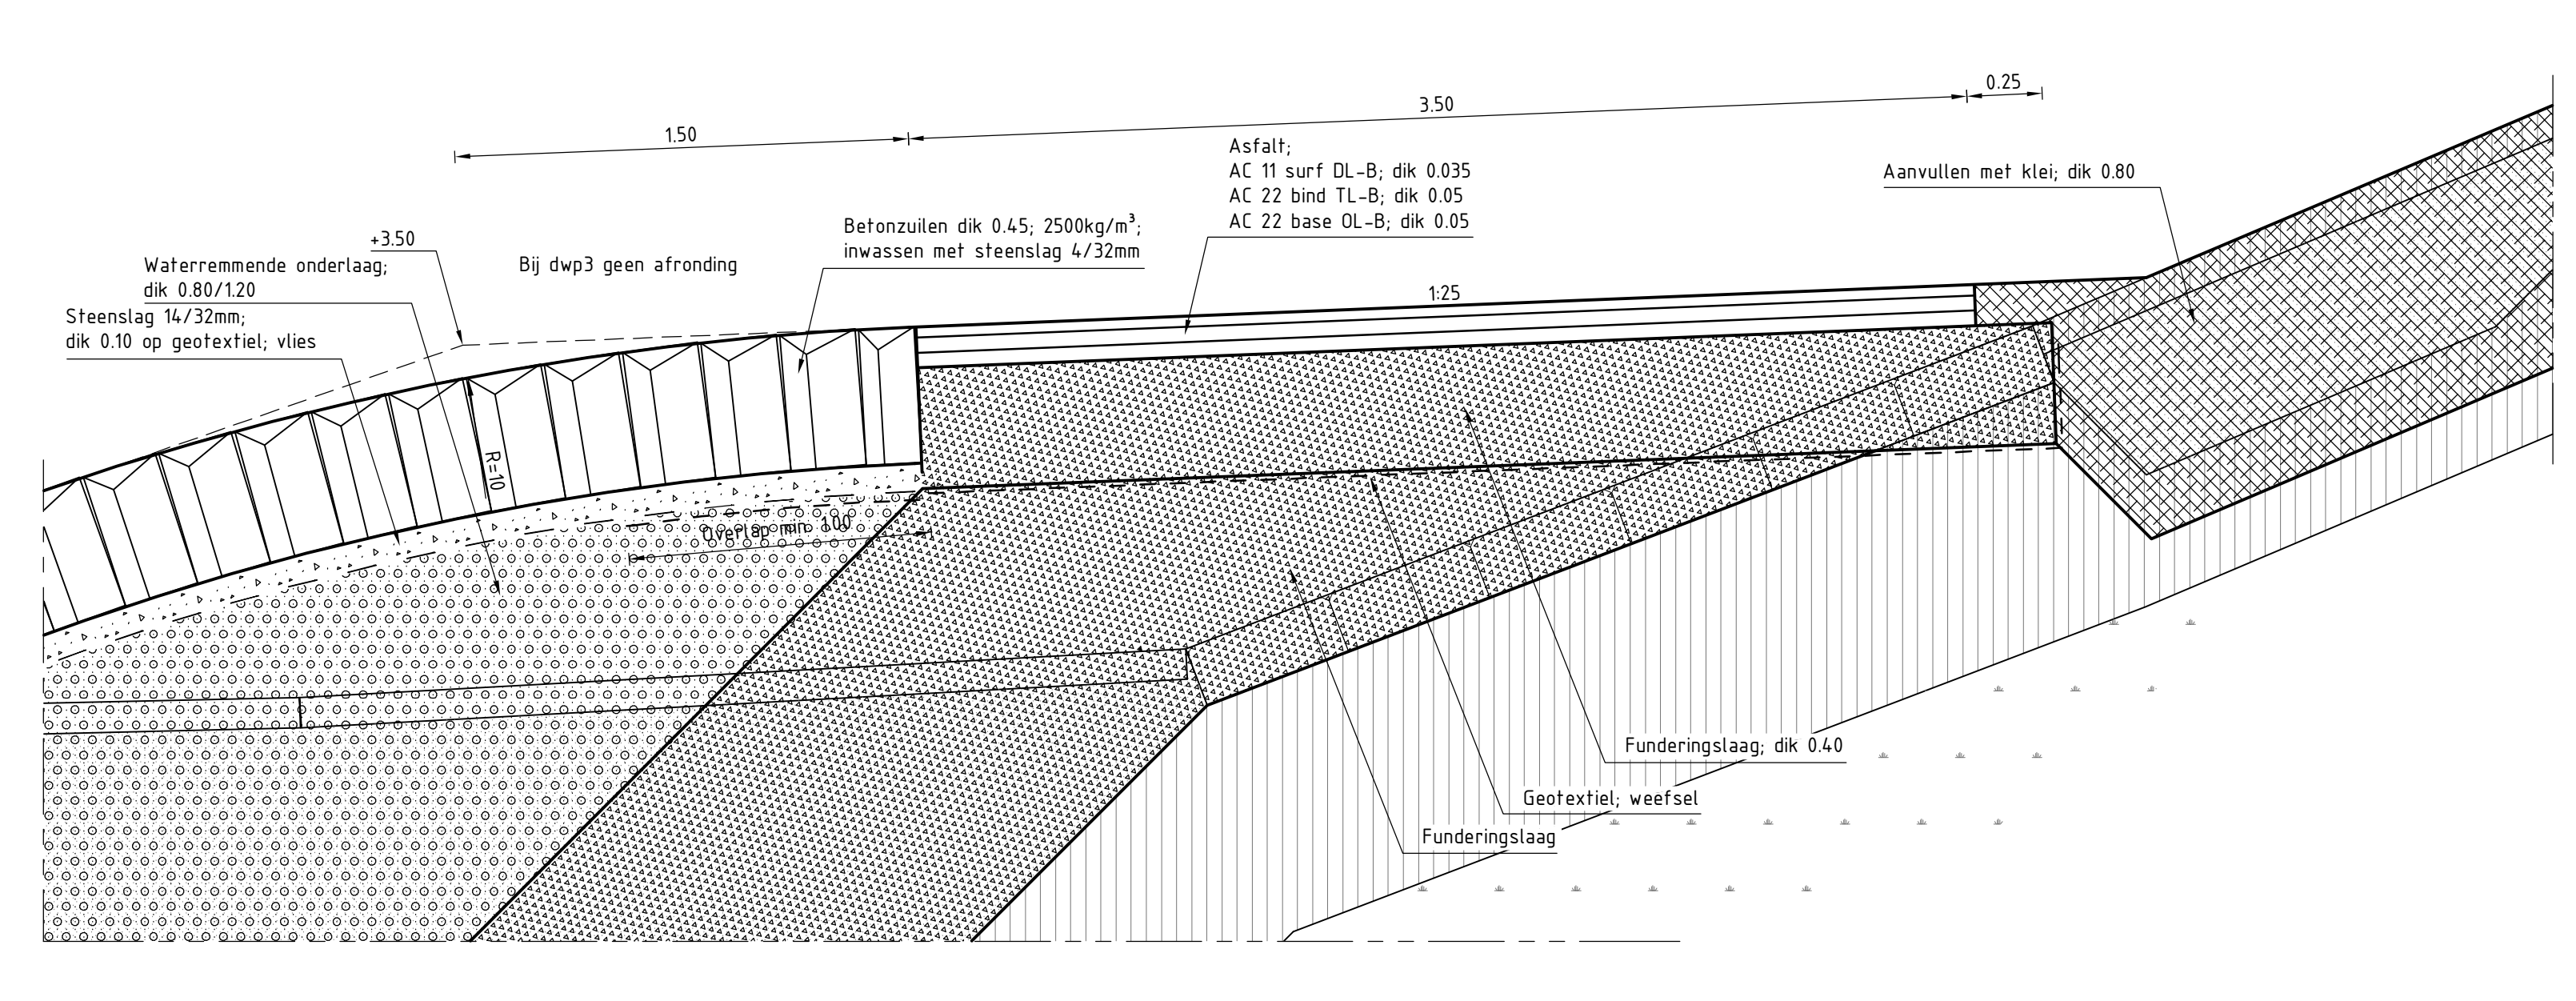 0.25
3.50
1.50
Asfalt;
AC 11 surf DL-B; dik 0.035
AC 22 bind TL-B; dik 0.05
AC 22 base OL-B; dik 0.05
Aanvullen met klei; dik 0.80
Betonzuilen dik 0.45; 2500kg/m³;
inwassen met steenslag 4/32mm
+3.50
Bij dwp3 geen afronding
Waterremmende onderlaag;
dik 0.80/1.20
Steenslag 14/32mm;
dik 0.10 op geotextiel; vlies
1:25
R=10
Overlap min. 1.00
Funderingslaag; dik 0.40
Geotextiel; weefsel
Funderingslaag